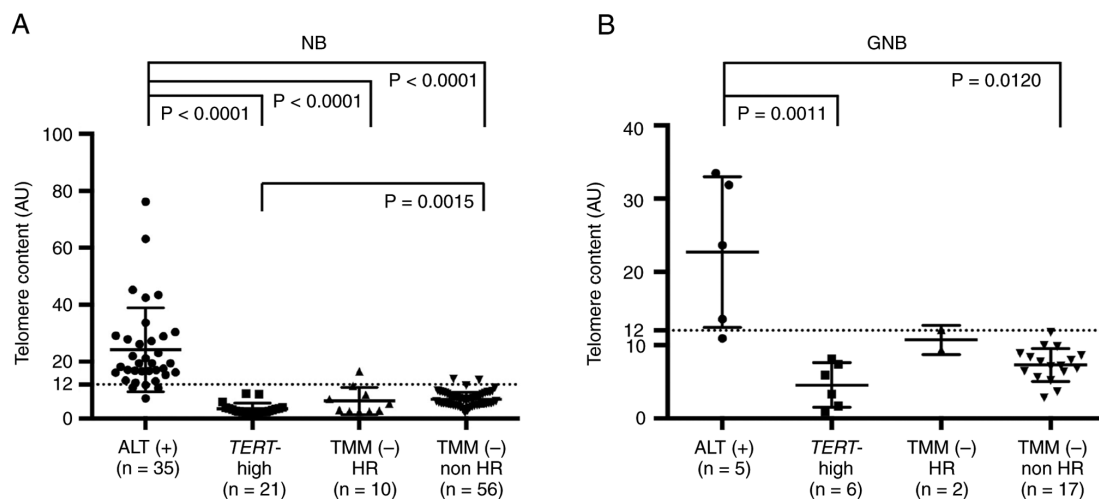 A
NB
P < 0.0001
P < 0.0001
P < 0.0001
P = 0.0015
Telomere content (AU)
100
80
60
40
20
12
0
ALT (+)
(n = 35)
TERT-
high
(n = 21)
TMM (–)
HR
(n = 10)
TMM (–)
non HR
(n = 56)
B
GNB
P = 0.0120
P = 0.0011
Telomere content (AU)
40
30
20
12
10
0
ALT (+)
(n = 5)
TERT-
high
(n = 6)
TMM (–)
HR
(n = 2)
TMM (–)
non HR
(n = 17)